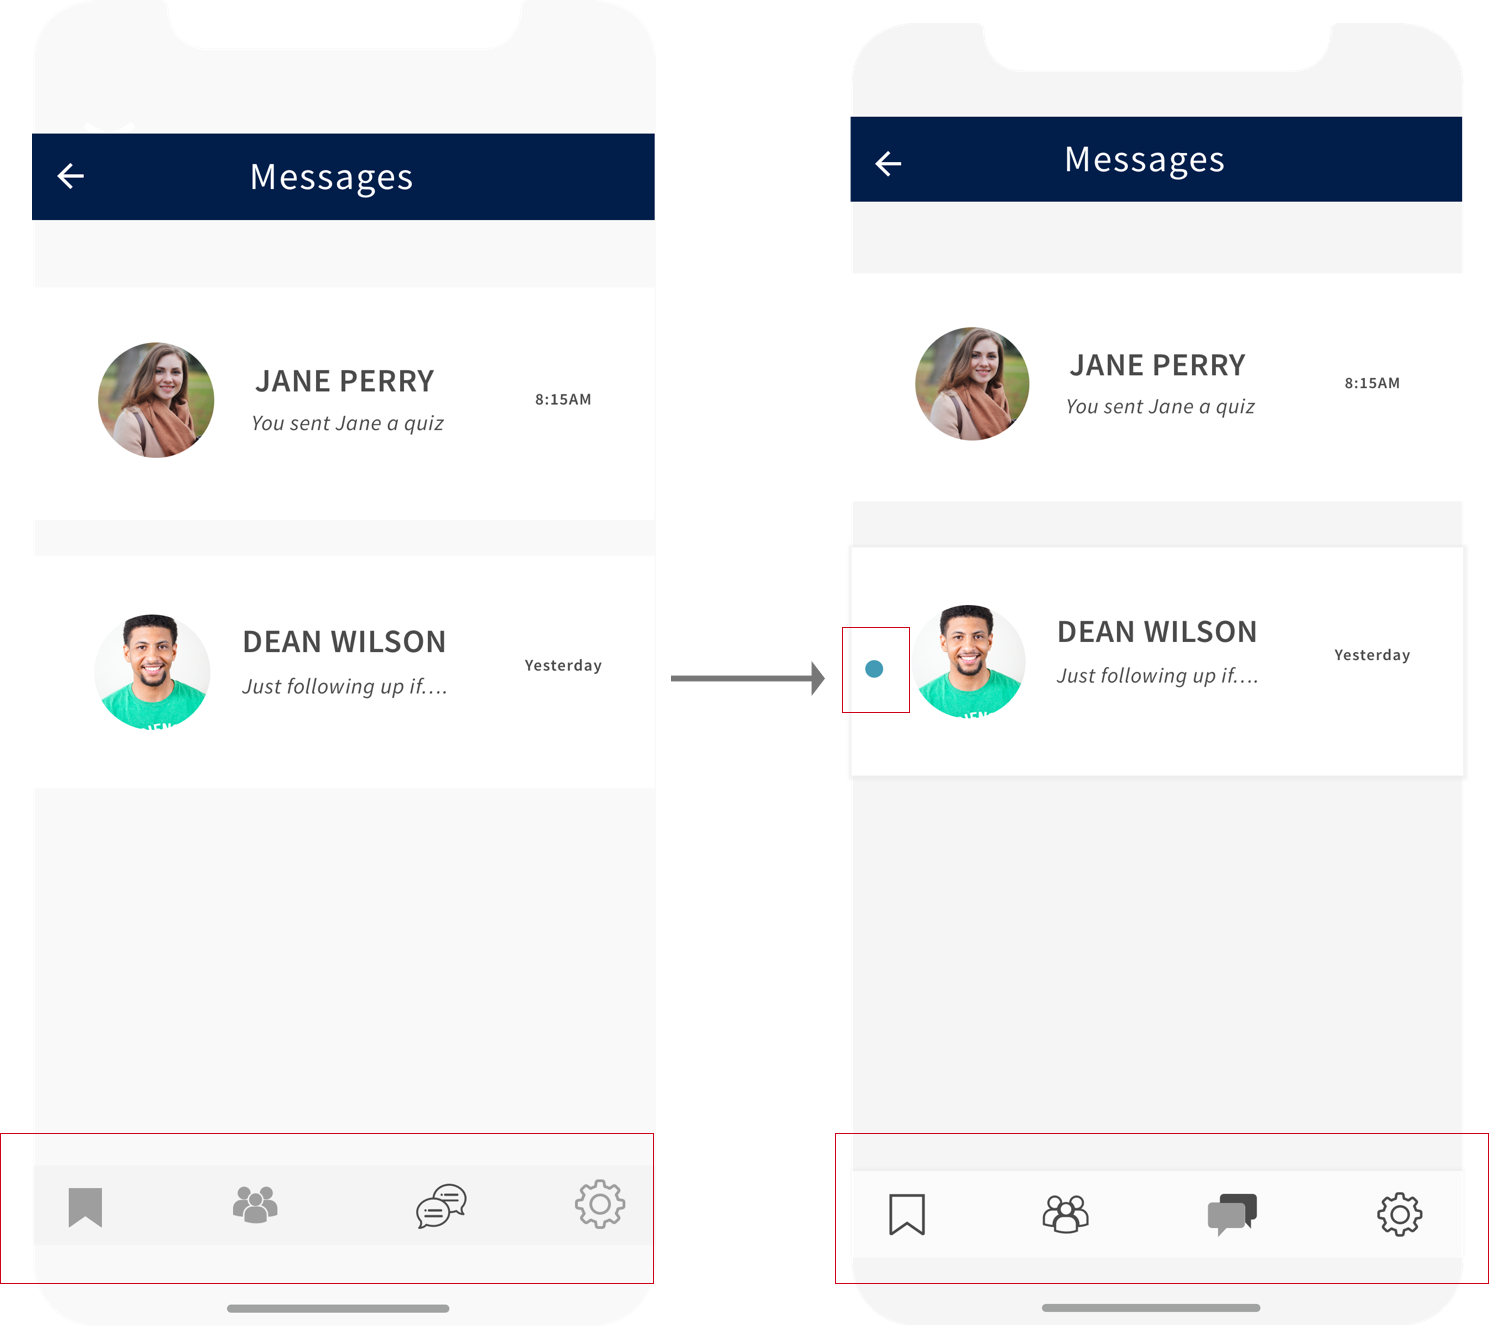 Messages
JANE PERRY
8:15AM
You sent Jane a quiz
DEAN WILSON
Yesterday
Just following up if....
Messages
JANE PERRY
8:15AM
You sent Jane a quiz
DEAN WILSON
Yesterday
Just following up if....